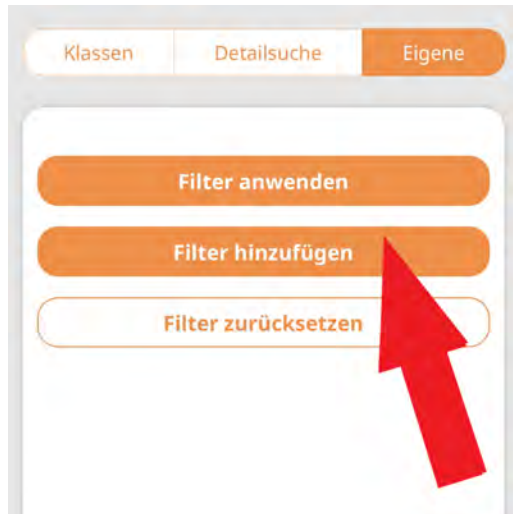 Klassen Detailsuche Eigene
Filter anwenden
Filter hinzufügen
Filter zurücksetzen